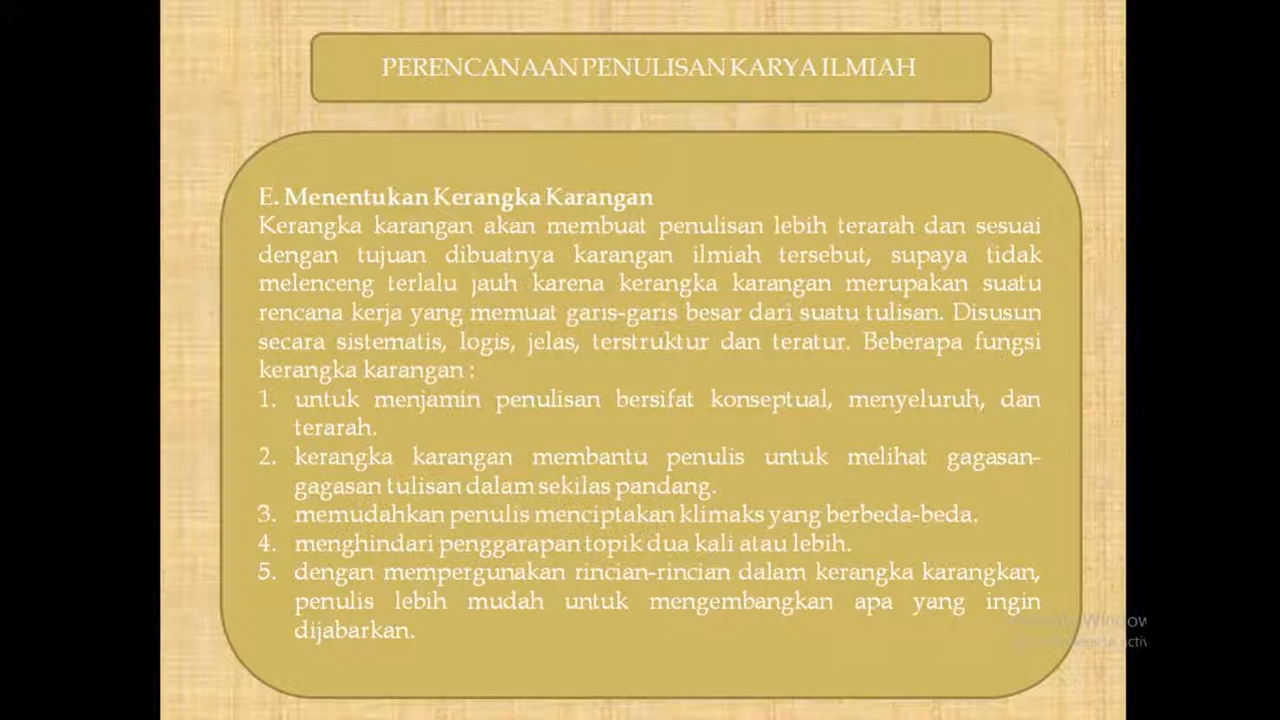 PERENCANAAN PENULISAN KARYA ILMIAH
E. Menentukan Kerangka Karangan
Kerangka karangan akan membuat penulisan lebih terarah dan sesuai
dengan tujuan dibuatnya karangan ilmiah tersebut, supaya tidak
melenceng terlalu jauh karena kerangka karangan merupakan suatu
rencana kerja yang memuat garis-garis besar dari suatu tulisan. Disusun
secara sistematis, logis, jelas, terstruktur dan teratur. Beberapa fungsi
kerangka karangan :
1. untuk menjamin penulisan bersifat konseptual, menyeluruh, dan
terarah.
2. kerangka karangan membantu penulis untuk melihat gagasan-
gagasan tulisan dalam sekilas pandang.
3. memudahkan penulis menciptakan klimaks yang berbeda-beda.
4. menghindari penggarapan topik dua kali atau lebih.
5. dengan mempergunakan rincian-rincian dalam kerangka karangkan,
penulis lebih mudah untuk mengembangkan apa yang ingin
dijabarkan.